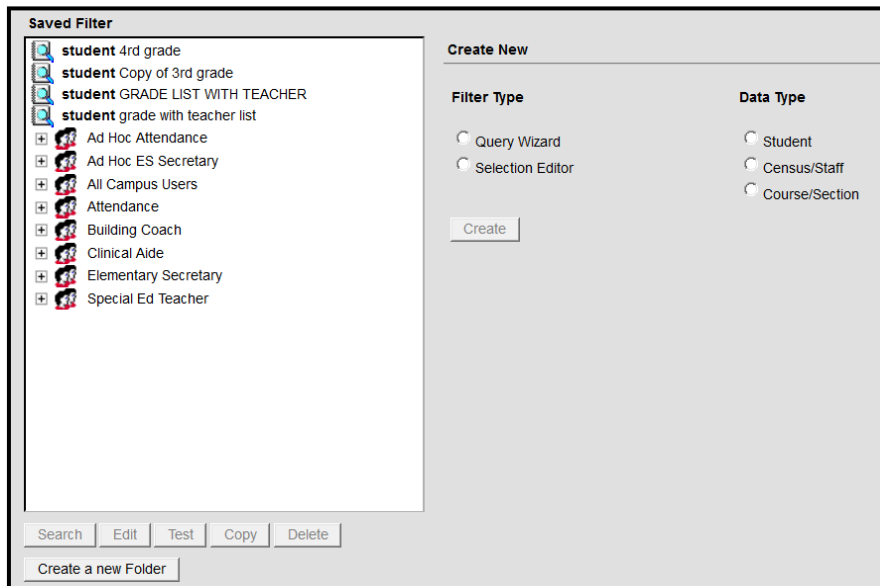 Saved Filter
student 4rd grade
student Copy of 3rd grade
student GRADE LIST WITH TEACHER
student grade with teacher list
Ad Hoc Attendance
Ad Hoc ES Secretary
All Campus Users
Attendance
Building Coach
Clinical Aide
Elementary Secretary
Special Ed Teacher
Search Edit Test Copy Delete
Create a new Folder
Create New
Filter Type Data Type
Query Wizard Student
Selection Editor Census/Staff
Course/Section
Create